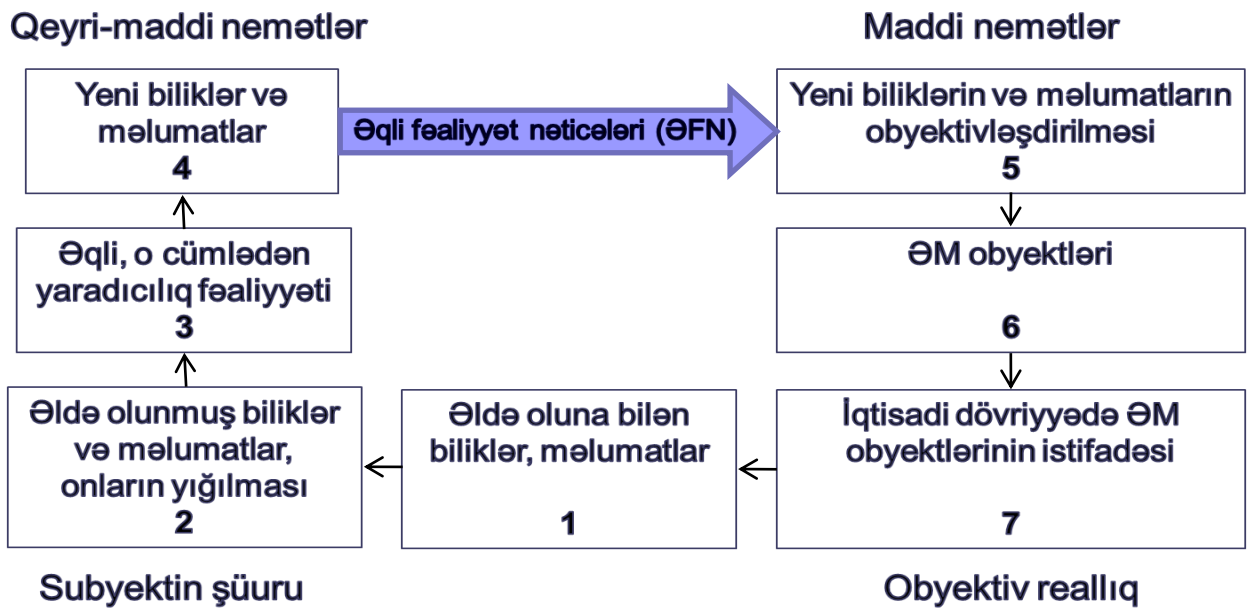 Qeyri-maddi nemətlər
Maddi nemətlər
Yeni biliklər və
məlumatlar
4
Əqli fəaliyyət nəticələri (ƏFN)
Yeni biliklərin və məlumatların
obyektivləşdirilməsi
5
Əqli, o cümlədən
yaradıcılıq fəaliyyəti
3
ƏM obyektləri
6
Əldə olunmuş biliklər
və məlumatlar,
onların yığılması
2
Əldə oluna bilən
biliklər, məlumatlar
1
İqtisadi dövriyyədə ƏM
obyektlərinin istifadəsi
7
Subyektin şüuru
Obyektiv reallıq